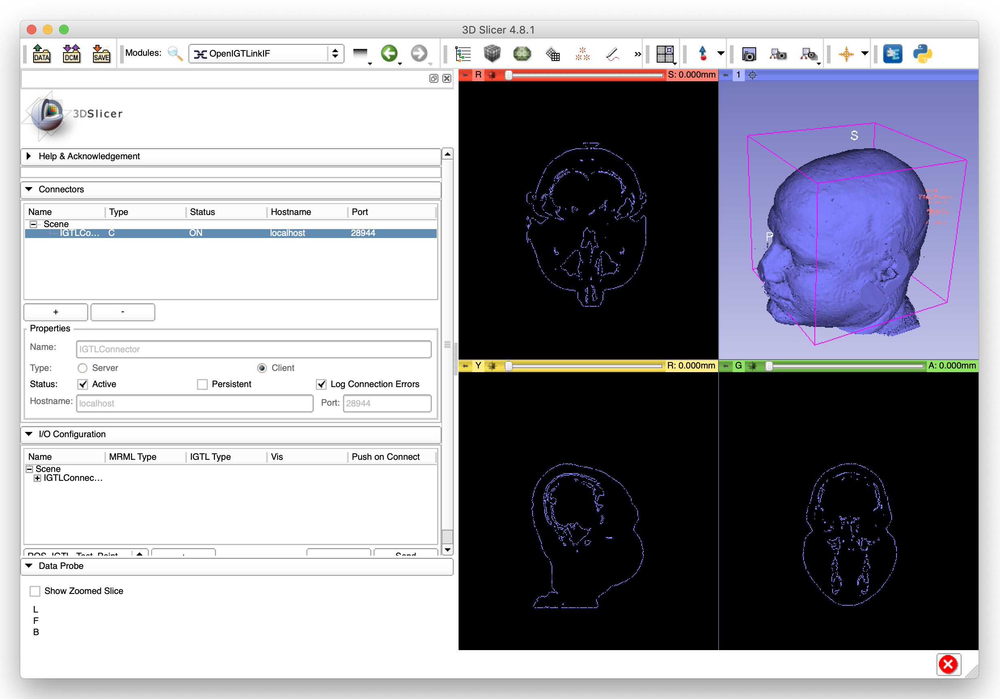 3D Slicer 4.8.1
DATA DCM SAVE Modules: OpenIGTLinkIF »
R S: 0.000mm 1
3DSlicer
S
P
Help & Acknowledgement
Connectors
Name Type Status Hostname Port
Scene
IGTLCo... C ON localhost 28944
+ -
Properties
Name: IGTLConnector
Type: Server Client
Status: Active Persistent Log Connection Errors
Hostname: localhost Port: 28944
Y R: 0.000mm G A: 0.000mm
I/O Configuration
Name MRML Type IGTL Type Vis Push on Connect
Scene
IGTLConnec...
Send
Data Probe
Show Zoomed Slice
L
F
B